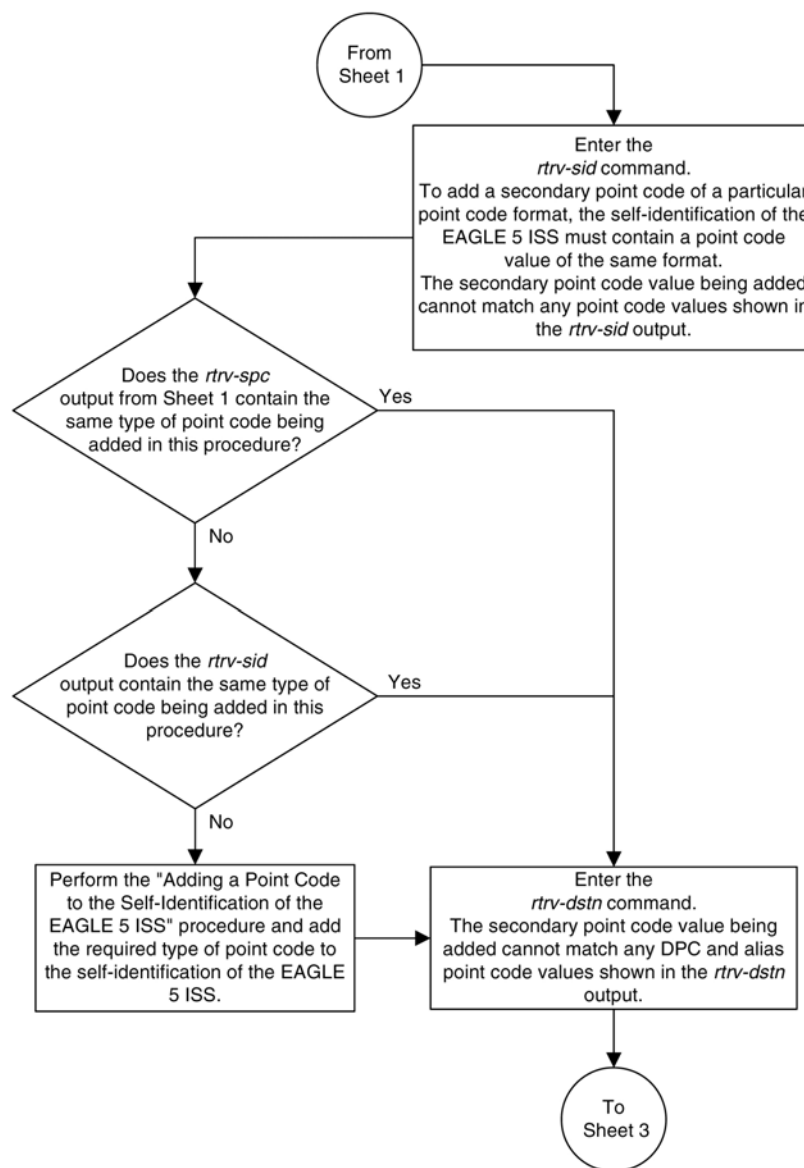 From
Sheet 1
Enter the
rtrv-sid command.
To add a secondary point code of a particular
point code format, the self-identification of the
EAGLE 5 ISS must contain a point code
value of the same format.
The secondary point code value being added
cannot match any point code values shown in
the rtrv-sid output.
Does the rtrv-spc
output from Sheet 1 contain the
same type of point code being
added in this procedure?
Yes
No
Does the rtrv-sid
output contain the same type of
point code being added in this
procedure?
Yes
No
Perform the "Adding a Point Code
to the Self-Identification of the
EAGLE 5 ISS" procedure and add
the required type of point code to
the self-identification of the EAGLE
5 ISS.
Enter the
rtrv-dstn command.
The secondary point code value being
added cannot match any DPC and alias
point code values shown in the rtrv-dstn
output.
To
Sheet 3